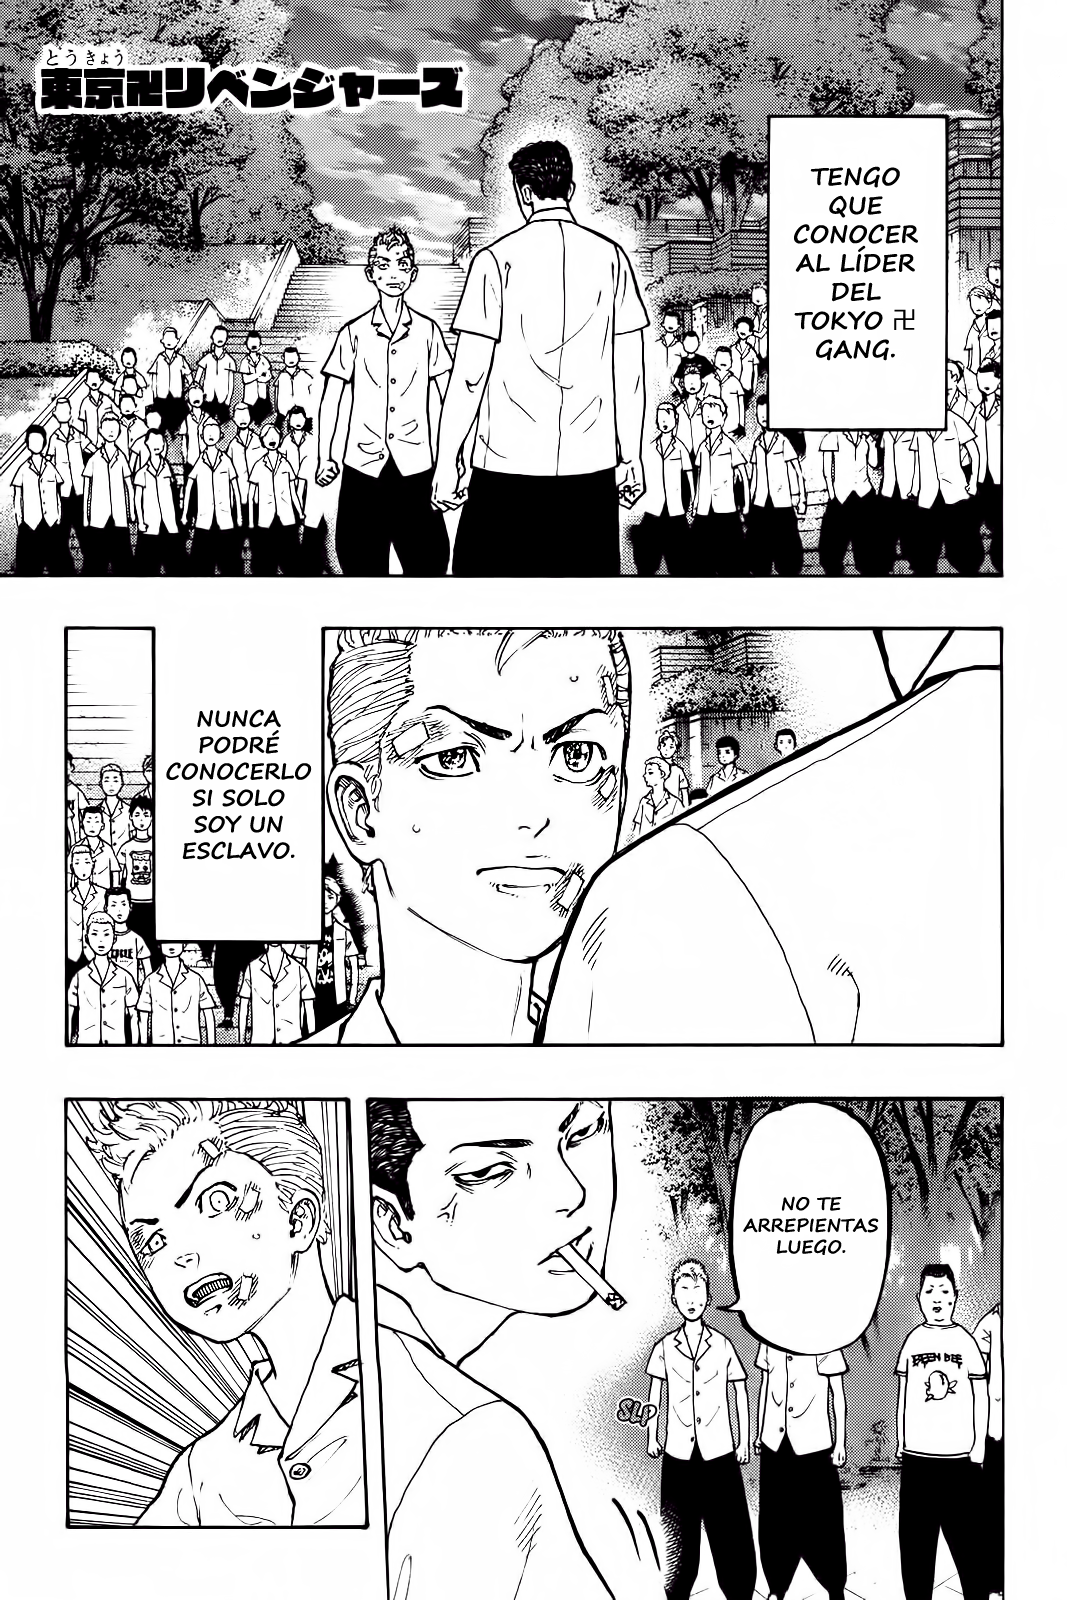 とうきょう
東京卍リベンジャーズ
TENGO
QUE
CONOCER
AL LÍDER
DEL
TOKYO 卍
GANG.
NUNCA
PODRÉ
CONOCERLO
SI SOLO
SOY UN
ESCLAVO.
NO TE
ARREPIENTAS
LUEGO.
SLP